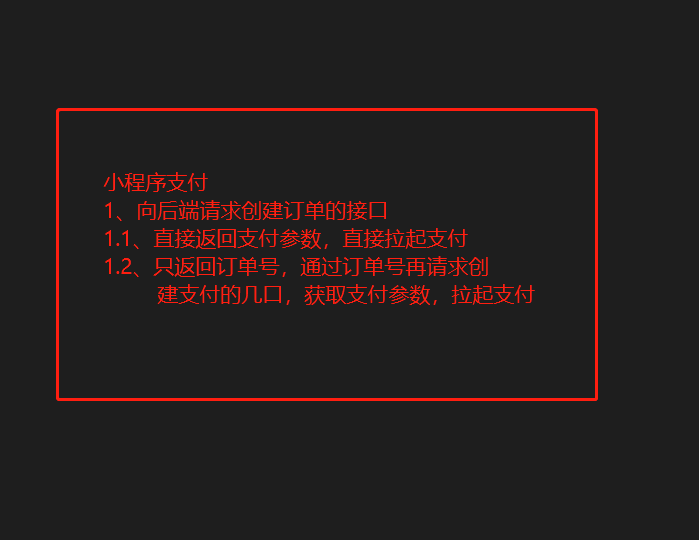 小程序支付
1、向后端请求创建订单的接口
1.1、直接返回支付参数，直接拉起支付
1.2、只返回订单号，通过订单号再请求创
建支付的几口，获取支付参数，拉起支付